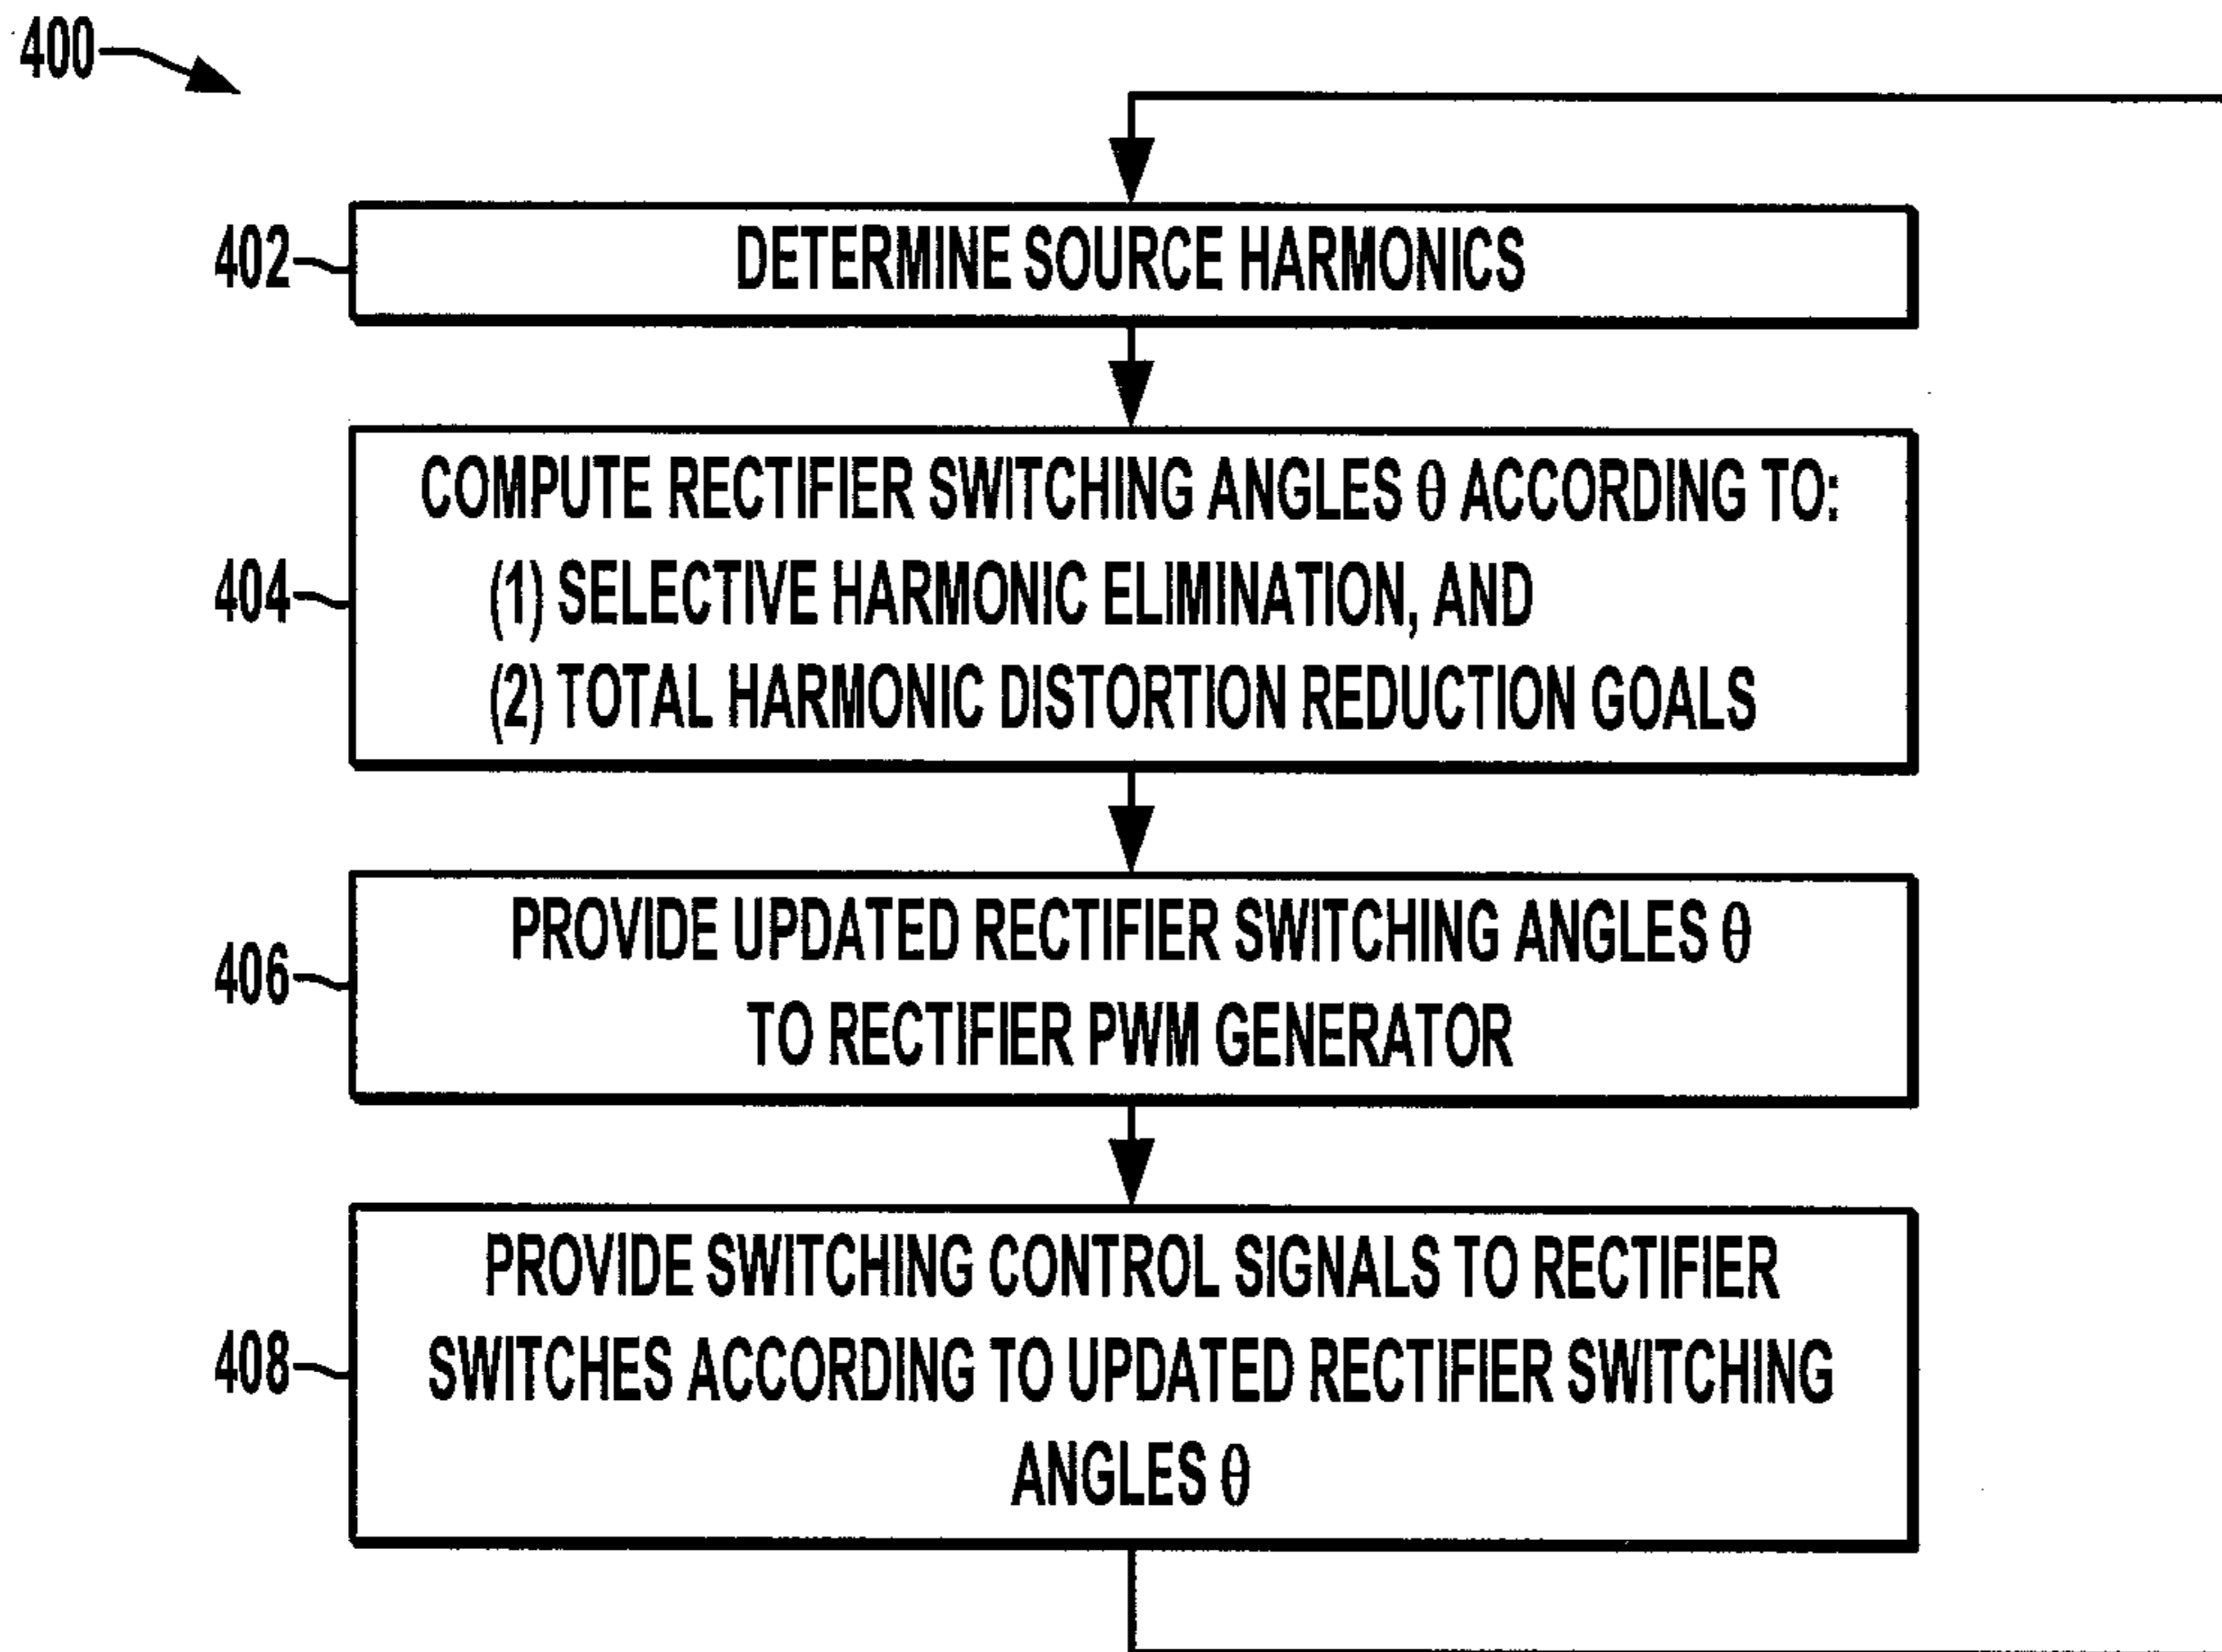 400
402
DETERMINE SOURCE HARMONICS
COMPUTE RECTIFIER SWITCHING ANGLES θ ACCORDING TO:
404
(1) SELECTIVE HARMONIC ELIMINATION, AND
(2) TOTAL HARMONIC DISTORTION REDUCTION GOALS
406
PROVIDE UPDATED RECTIFIER SWITCHING ANGLES θ
TO RECTIFIER PWM GENERATOR
PROVIDE SWITCHING CONTROL SIGNALS TO RECTIFIER
408
SWITCHES ACCORDING TO UPDATED RECTIFIER SWITCHING
ANGLES θ